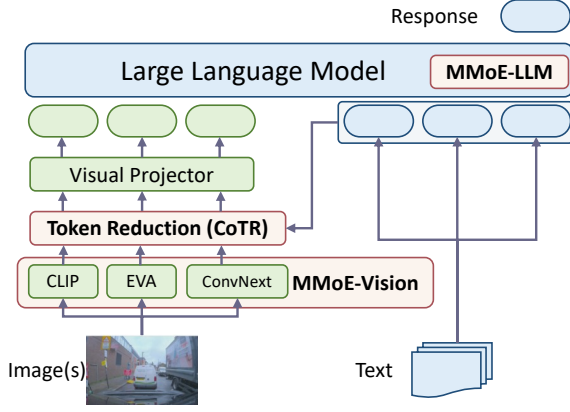 Response
Large Language Model
MMoE-LLM
Visual Projector
Token Reduction (CoTR)
CLIP
EVA
ConvNext
MMoE-Vision
Image(s)
Text